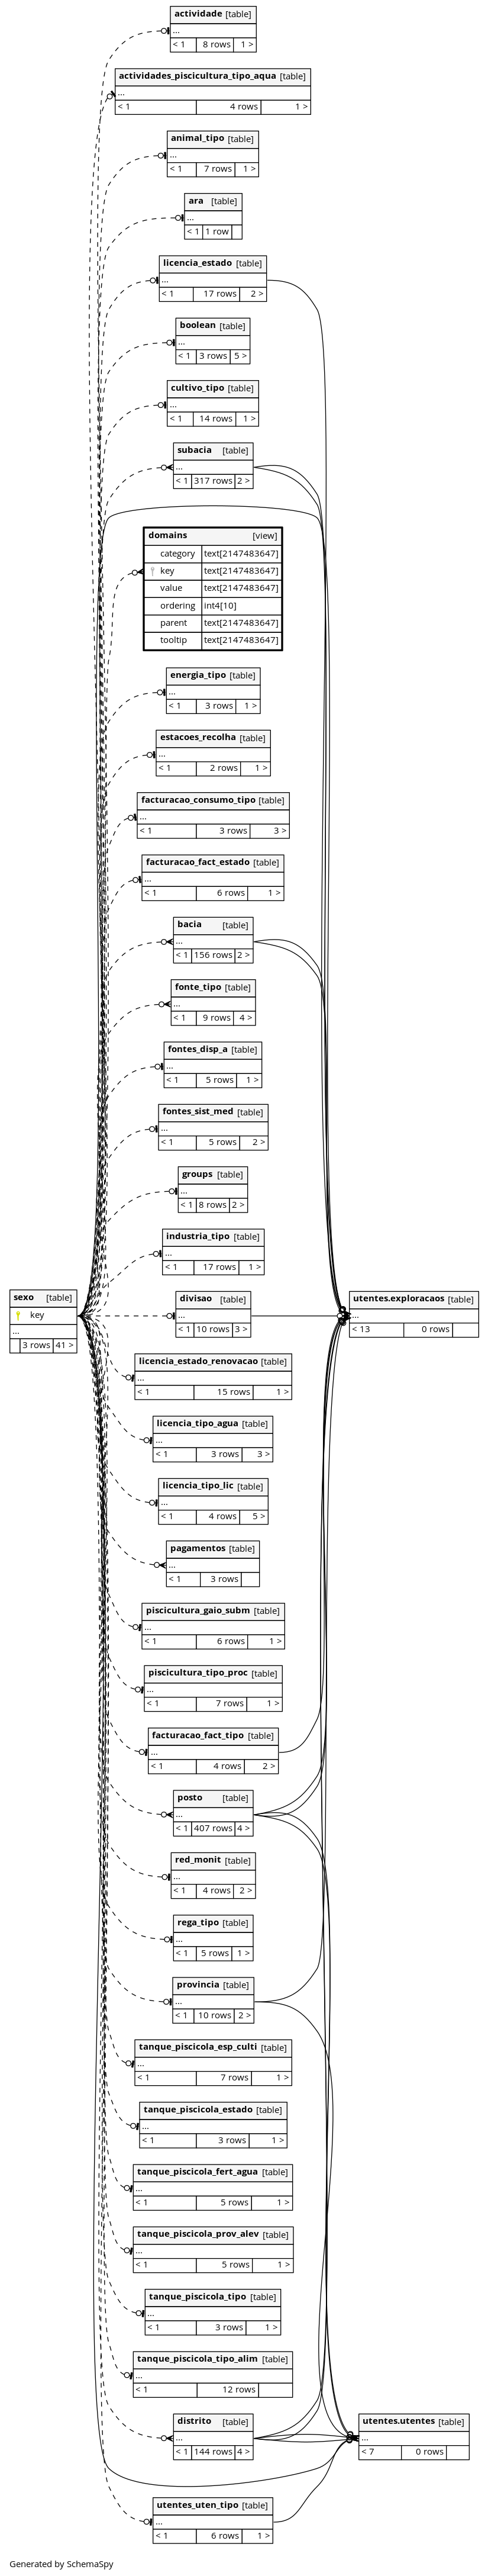 actividade [table]
...
< 1 8 rows 1 >
actividades_piscicultura_tipo_aqua [table]
...
< 1 4 rows 1 >
animal_tipo [table]
...
< 1 7 rows 1 >
ara [table]
...
< 1 1 row
licencia_estado [table]
...
< 1 17 rows 2 >
boolean [table]
...
< 1 3 rows 5 >
cultivo_tipo [table]
...
< 1 14 rows 1 >
subacia [table]
...
< 1 317 rows 2 >
domains [view]
category text[2147483647]
key text[2147483647]
value text[2147483647]
ordering int4[10]
parent text[2147483647]
tooltip text[2147483647]
energia_tipo [table]
...
< 1 3 rows 1 >
estacoes_recolha [table]
...
< 1 2 rows 1 >
facturacao_consumo_tipo [table]
...
< 1 3 rows 3 >
facturacao_fact_estado [table]
...
< 1 6 rows 1 >
bacia [table]
...
< 1 156 rows 2 >
fonte_tipo [table]
...
< 1 9 rows 4 >
fontes_disp_a [table]
...
< 1 5 rows 1 >
fontes_sist_med [table]
...
< 1 5 rows 2 >
groups [table]
...
< 1 8 rows 2 >
industria_tipo [table]
...
< 1 17 rows 1 >
sexo [table]
key
...
3 rows 41 >
divisao [table]
...
< 1 10 rows 3 >
utentes.exploracaos [table]
...
< 13 0 rows
licencia_estado_renovacao [table]
...
< 1 15 rows 1 >
licencia_tipo_agua [table]
...
< 1 3 rows 3 >
licencia_tipo_lic [table]
...
< 1 4 rows 5 >
pagamentos [table]
...
< 1 3 rows
piscicultura_gaio_subm [table]
...
< 1 6 rows 1 >
piscicultura_tipo_proc [table]
...
< 1 7 rows 1 >
facturacao_fact_tipo [table]
...
< 1 4 rows 2 >
posto [table]
...
< 1 407 rows 4 >
red_monit [table]
...
< 1 4 rows 2 >
rega_tipo [table]
...
< 1 5 rows 1 >
provincia [table]
...
< 1 10 rows 2 >
tanque_piscicola_esp_culti [table]
...
< 1 7 rows 1 >
tanque_piscicola_estado [table]
...
< 1 3 rows 1 >
tanque_piscicola_fert_agua [table]
...
< 1 5 rows 1 >
tanque_piscicola_prov_alev [table]
...
< 1 5 rows 1 >
tanque_piscicola_tipo [table]
...
< 1 3 rows 1 >
tanque_piscicola_tipo_alim [table]
...
< 1 12 rows
distrito [table]
...
< 1 144 rows 4 >
utentes.utentes [table]
...
< 7 0 rows
utentes_uten_tipo [table]
...
< 1 6 rows 1 >
Generated by SchemaSpy